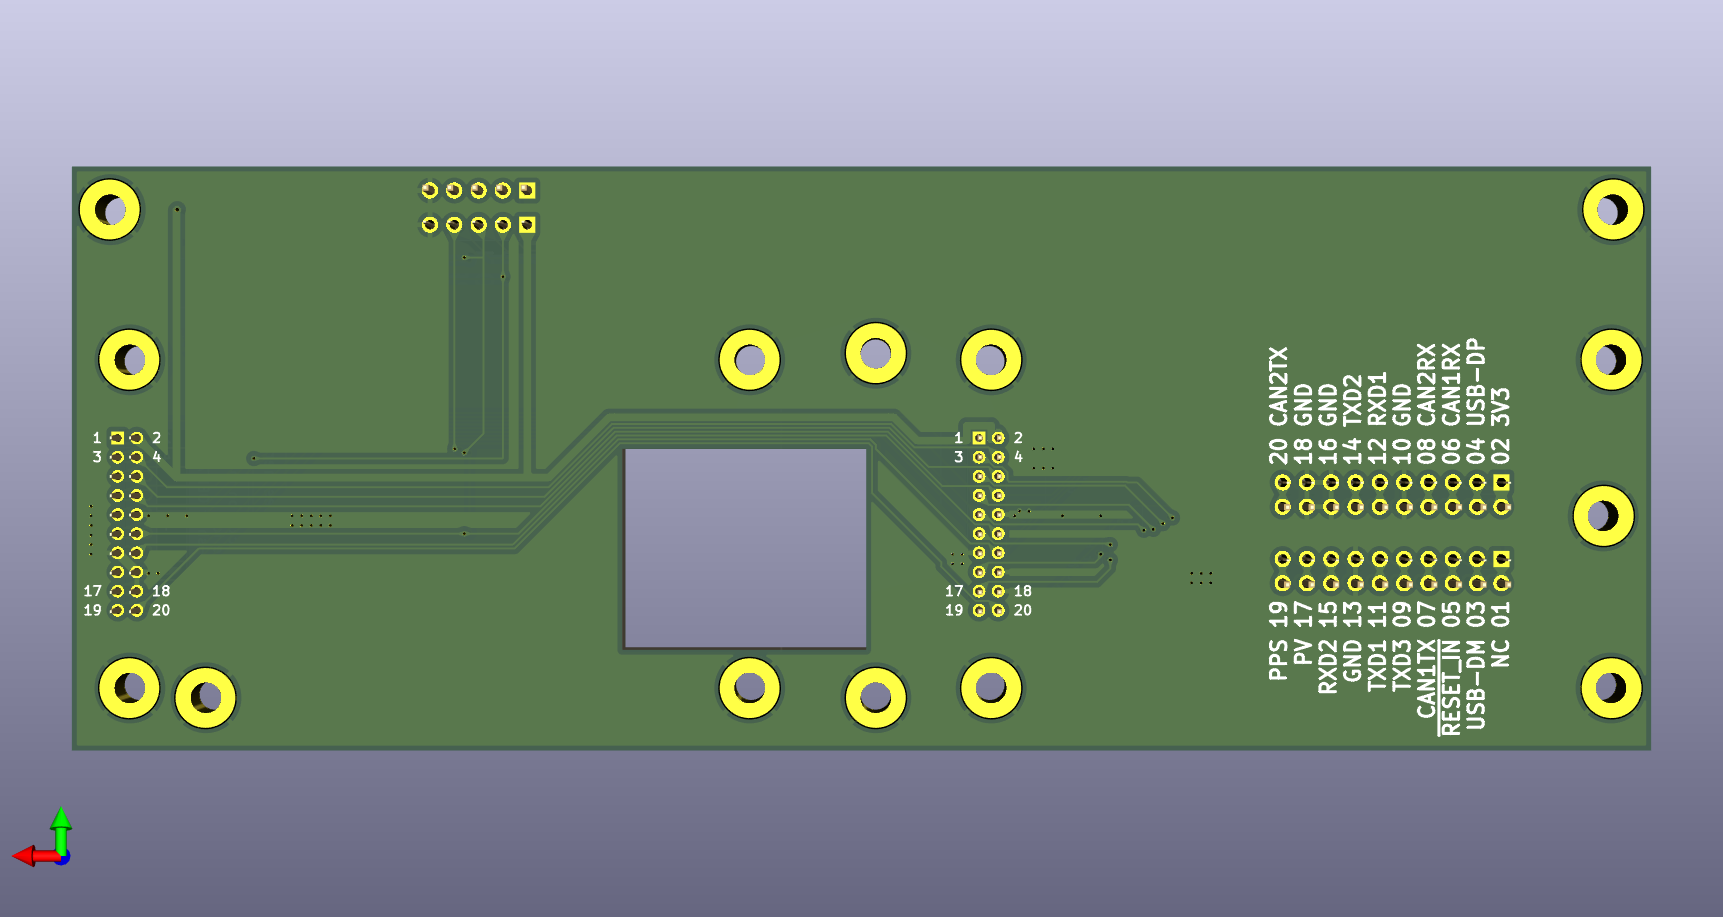 1 2
3 4
17 18
19 20
1 2
3 4
17 18
19 20
20 CAN2TX
18 GND
16 GND
14 TXD2
12 RXD1
10 GND
08 CAN2RX
06 CAN1RX
04 USB-DP
02 3V3
PPS 19
PV 17
RXD2 15
GND 13
TXD1 11
TXD3 09
CAN1TX 07
RESET_IN 05
USB-DM 03
NC 01